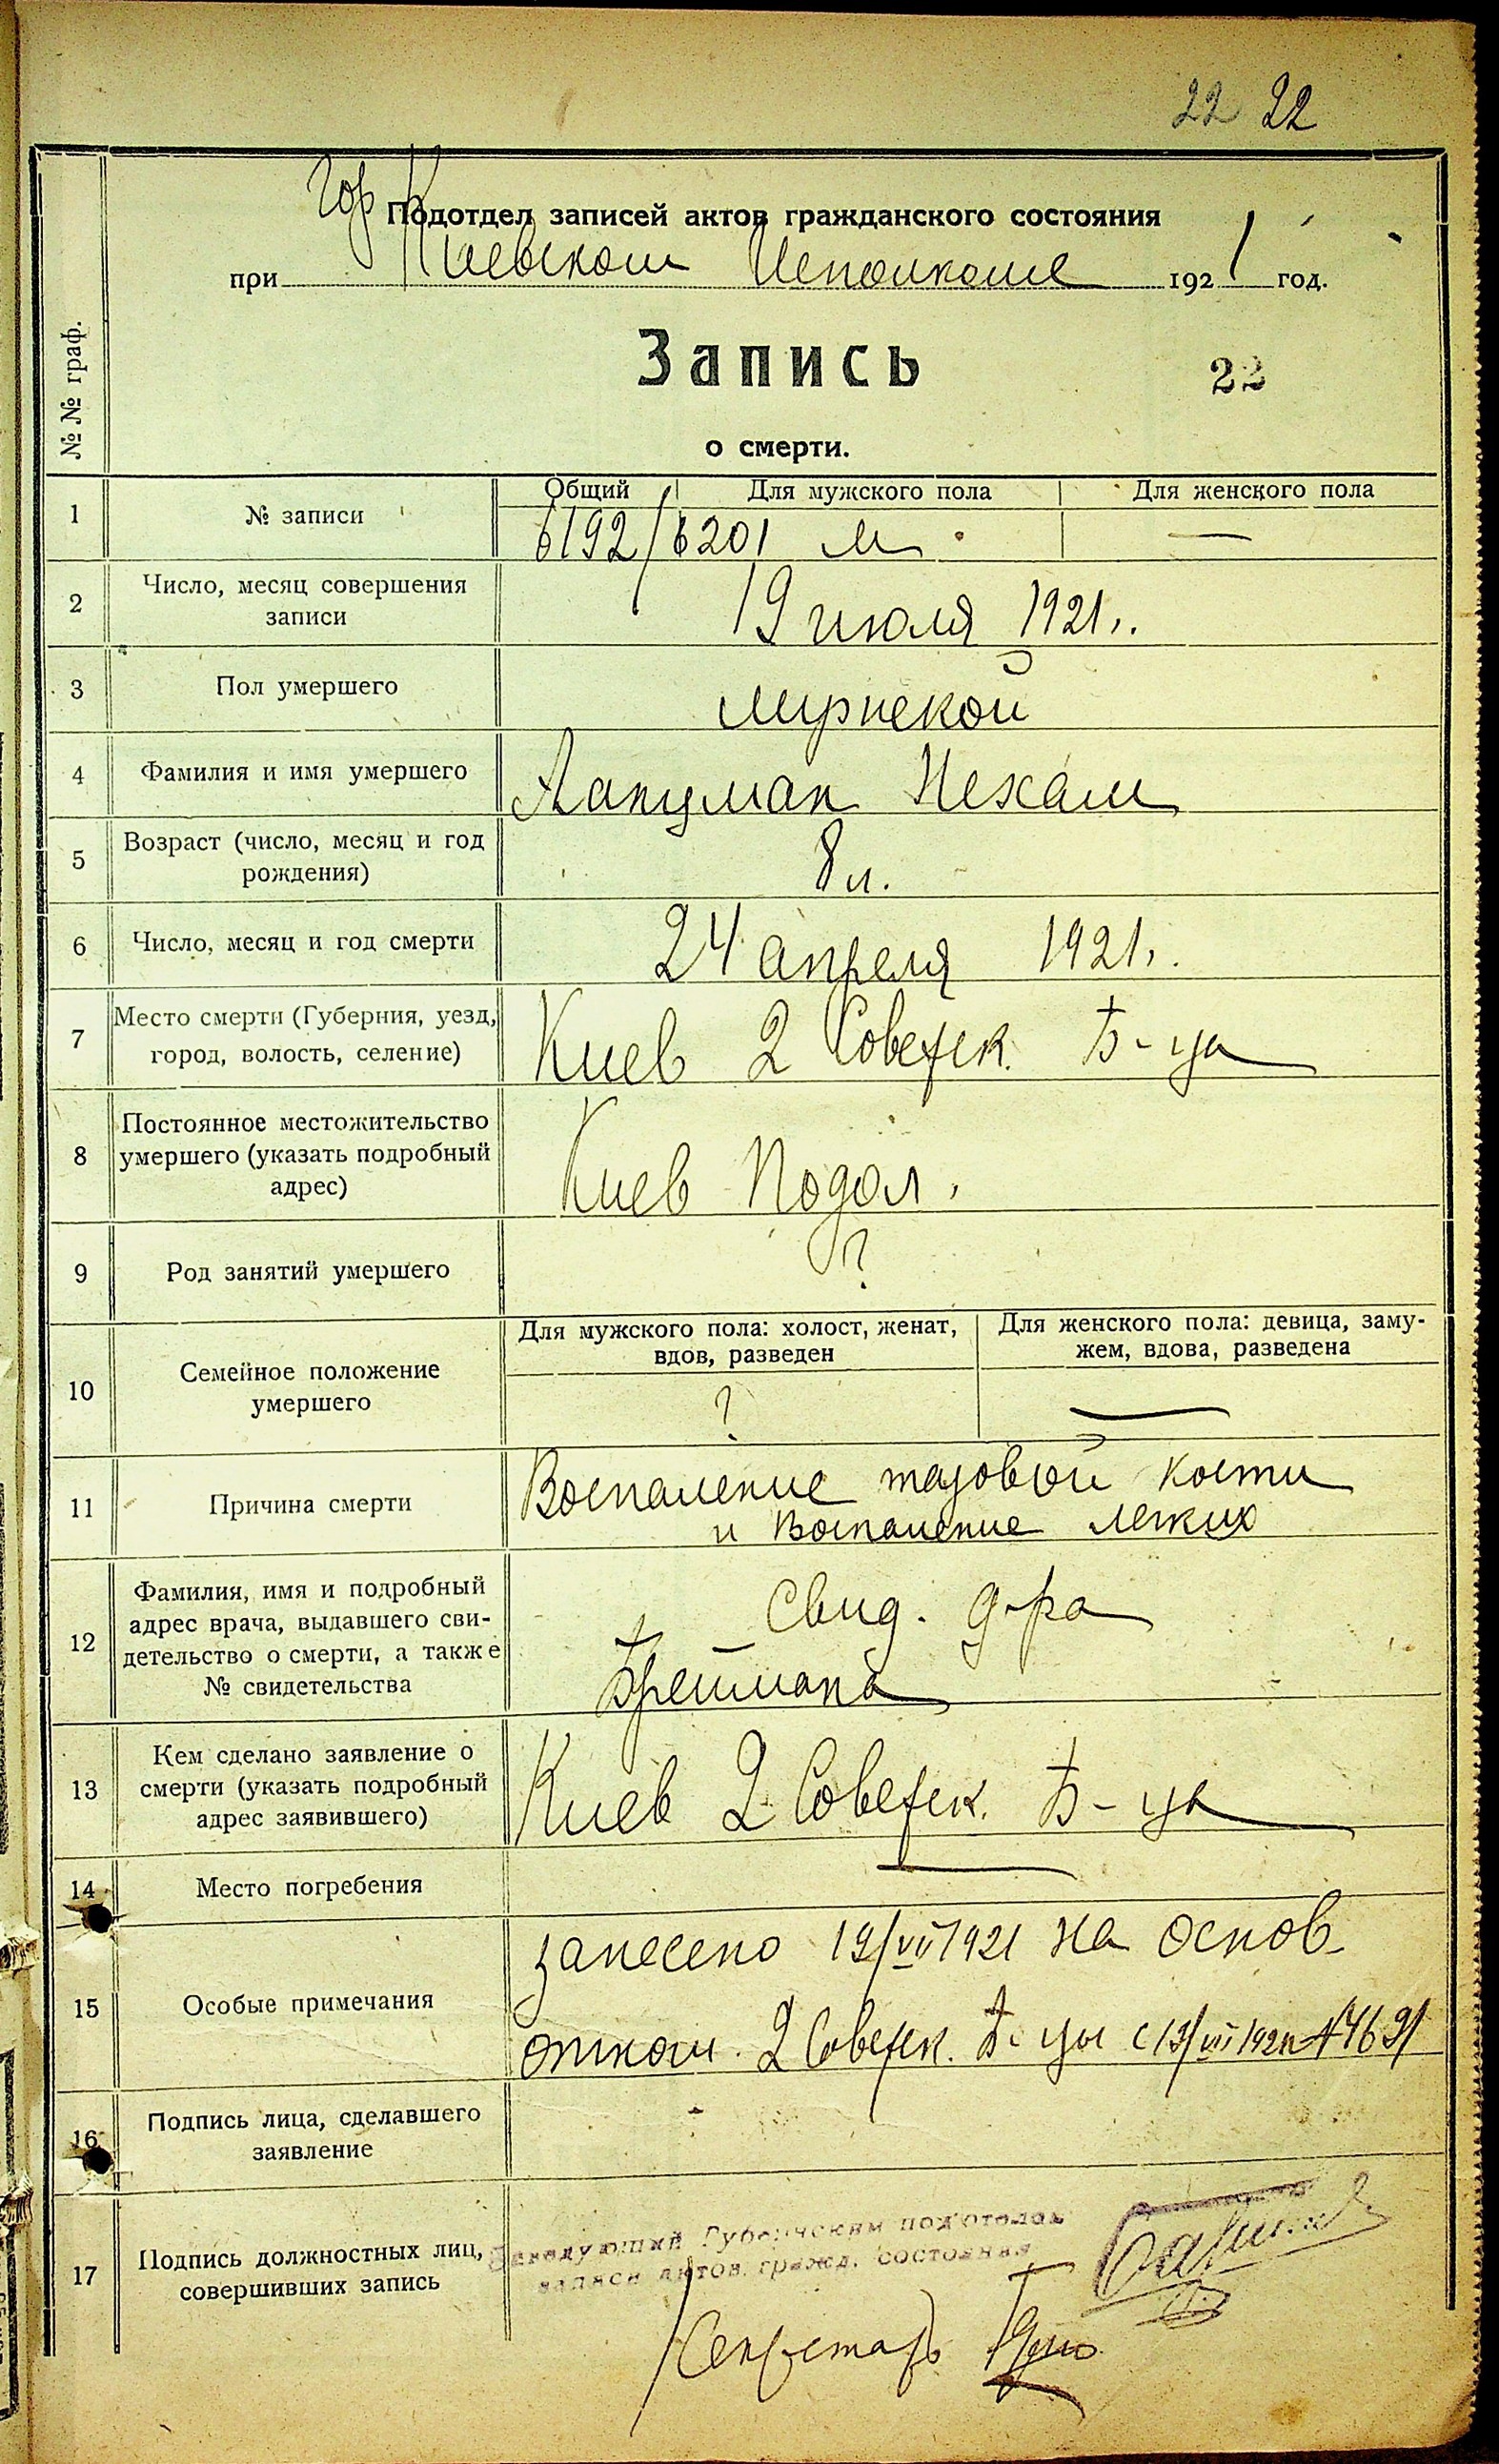 22 22
Гор
Подотдел записей актов гражданского состояния
при Киевском Исполкоме 1921 год.
№ № граф.
Запись
22
о смерти.
Общий Для мужского пола Для женского пола
1 № записи 6192/6201 м —
2 Число, месяц совершения
записи
19 июля 1921.
3 Пол умершего мужской
4 Фамилия и имя умершего Лакуман Нехам
5 Возраст (число, месяц и год
рождения)
8 л.
6 Число, месяц и год смерти 24 апреля 1921.
7 Место смерти (Губерния, уезд,
город, волость, селение)
Киев 2 Советск. Б-ца
8 Постоянное местожительство
умершего (указать подробный
адрес)
Киев Подол.
9 Род занятий умершего ?
10 Семейное положение
умершего
Для мужского пола: холост, женат,
вдов, разведен
?
Для женского пола: девица, заму-
жем, вдова, разведена
—
11 Причина смерти
Воспаление тазовой кости
и воспаление легких
12 Фамилия, имя и подробный
адрес врача, выдавшего сви-
детельство о смерти, а также
№ свидетельства
Свид. д-ра
Бреймана
13 Кем сделано заявление о
смерти (указать подробный
адрес заявившего)
Киев 2 Советск. Б-ца
14 Место погребения —
15 Особые примечания
занесено 19/VII 1921 на основ
отнош. 2 Советск. Б-цы с 13/VII 192
16 Подпись лица, сделавшего
заявление
17 Подпись должностных лиц,
совершивших запись
Заведующий Губернским подотделом
записи актов гражд. состояния
Секретарь